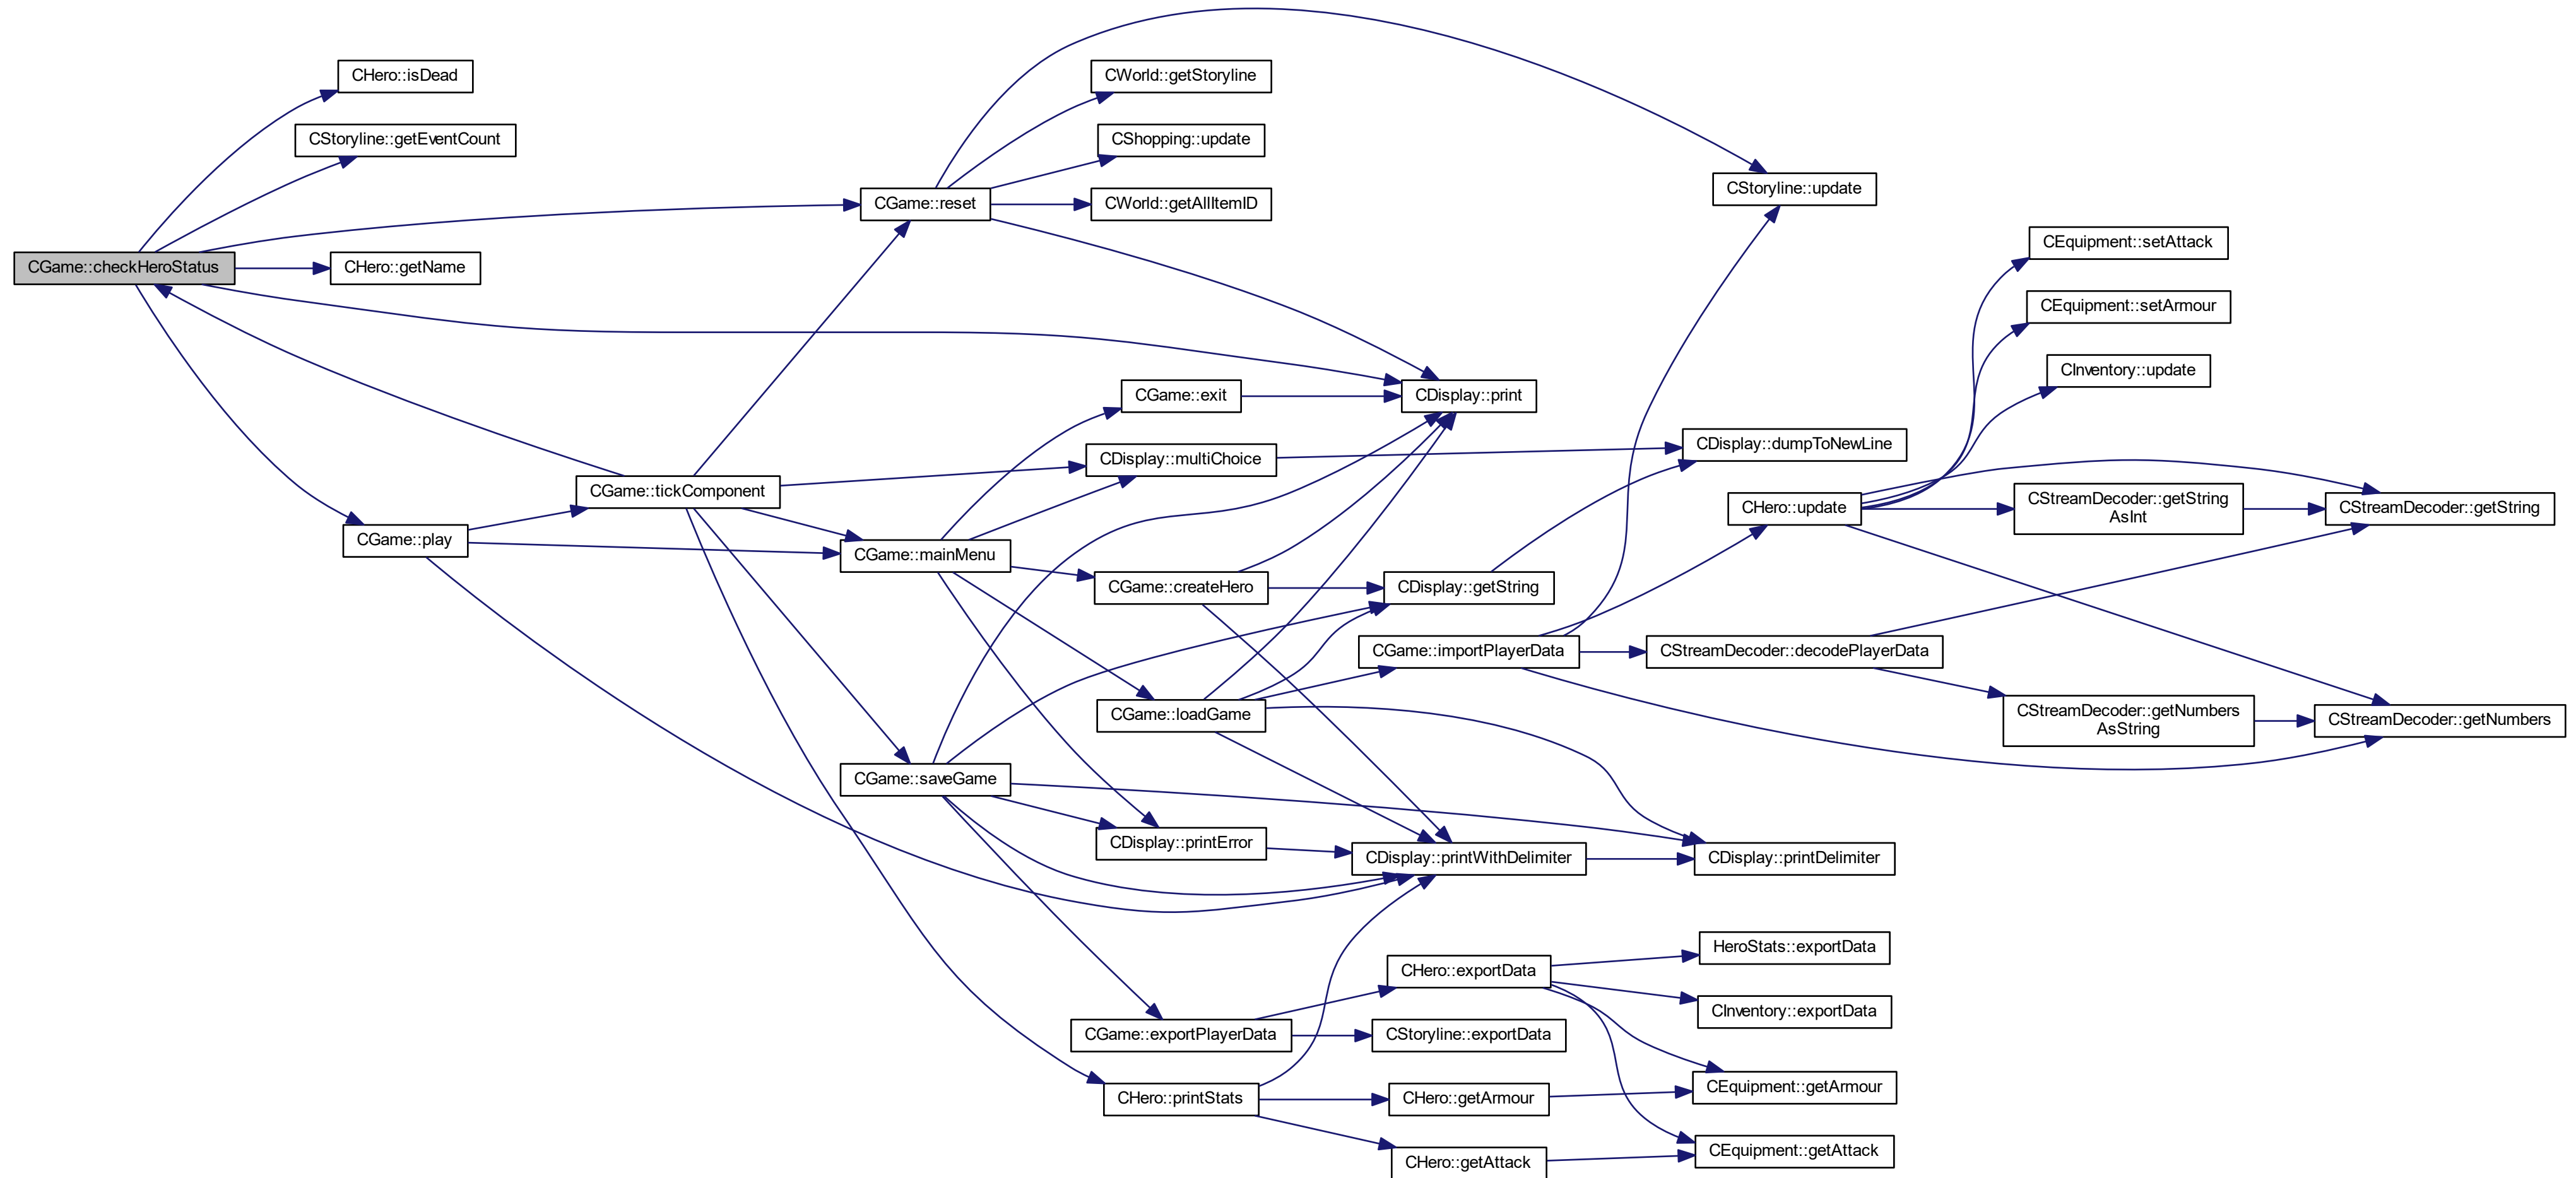 CHero::isDead
CStoryline::getEventCount
CGame::checkHeroStatus
CHero::getName
CGame::play
CGame::tickComponent
CGame::reset
CGame::mainMenu
CGame::saveGame
CWorld::getStoryline
CShopping::update
CWorld::getAllItemID
CGame::exit
CDisplay::multiChoice
CGame::createHero
CGame::loadGame
CDisplay::printError
CGame::exportPlayerData
CHero::printStats
CDisplay::print
CDisplay::getString
CGame::importPlayerData
CDisplay::printWithDelimiter
CHero::exportData
CStoryline::exportData
CHero::getArmour
CHero::getAttack
CStoryline::update
CDisplay::dumpToNewLine
CHero::update
CStreamDecoder::decodePlayerData
CDisplay::printDelimiter
HeroStats::exportData
CInventory::exportData
CEquipment::getArmour
CEquipment::getAttack
CEquipment::setAttack
CEquipment::setArmour
CInventory::update
CStreamDecoder::getString
AsInt
CStreamDecoder::getNumbers
AsString
CStreamDecoder::getString
CStreamDecoder::getNumbers